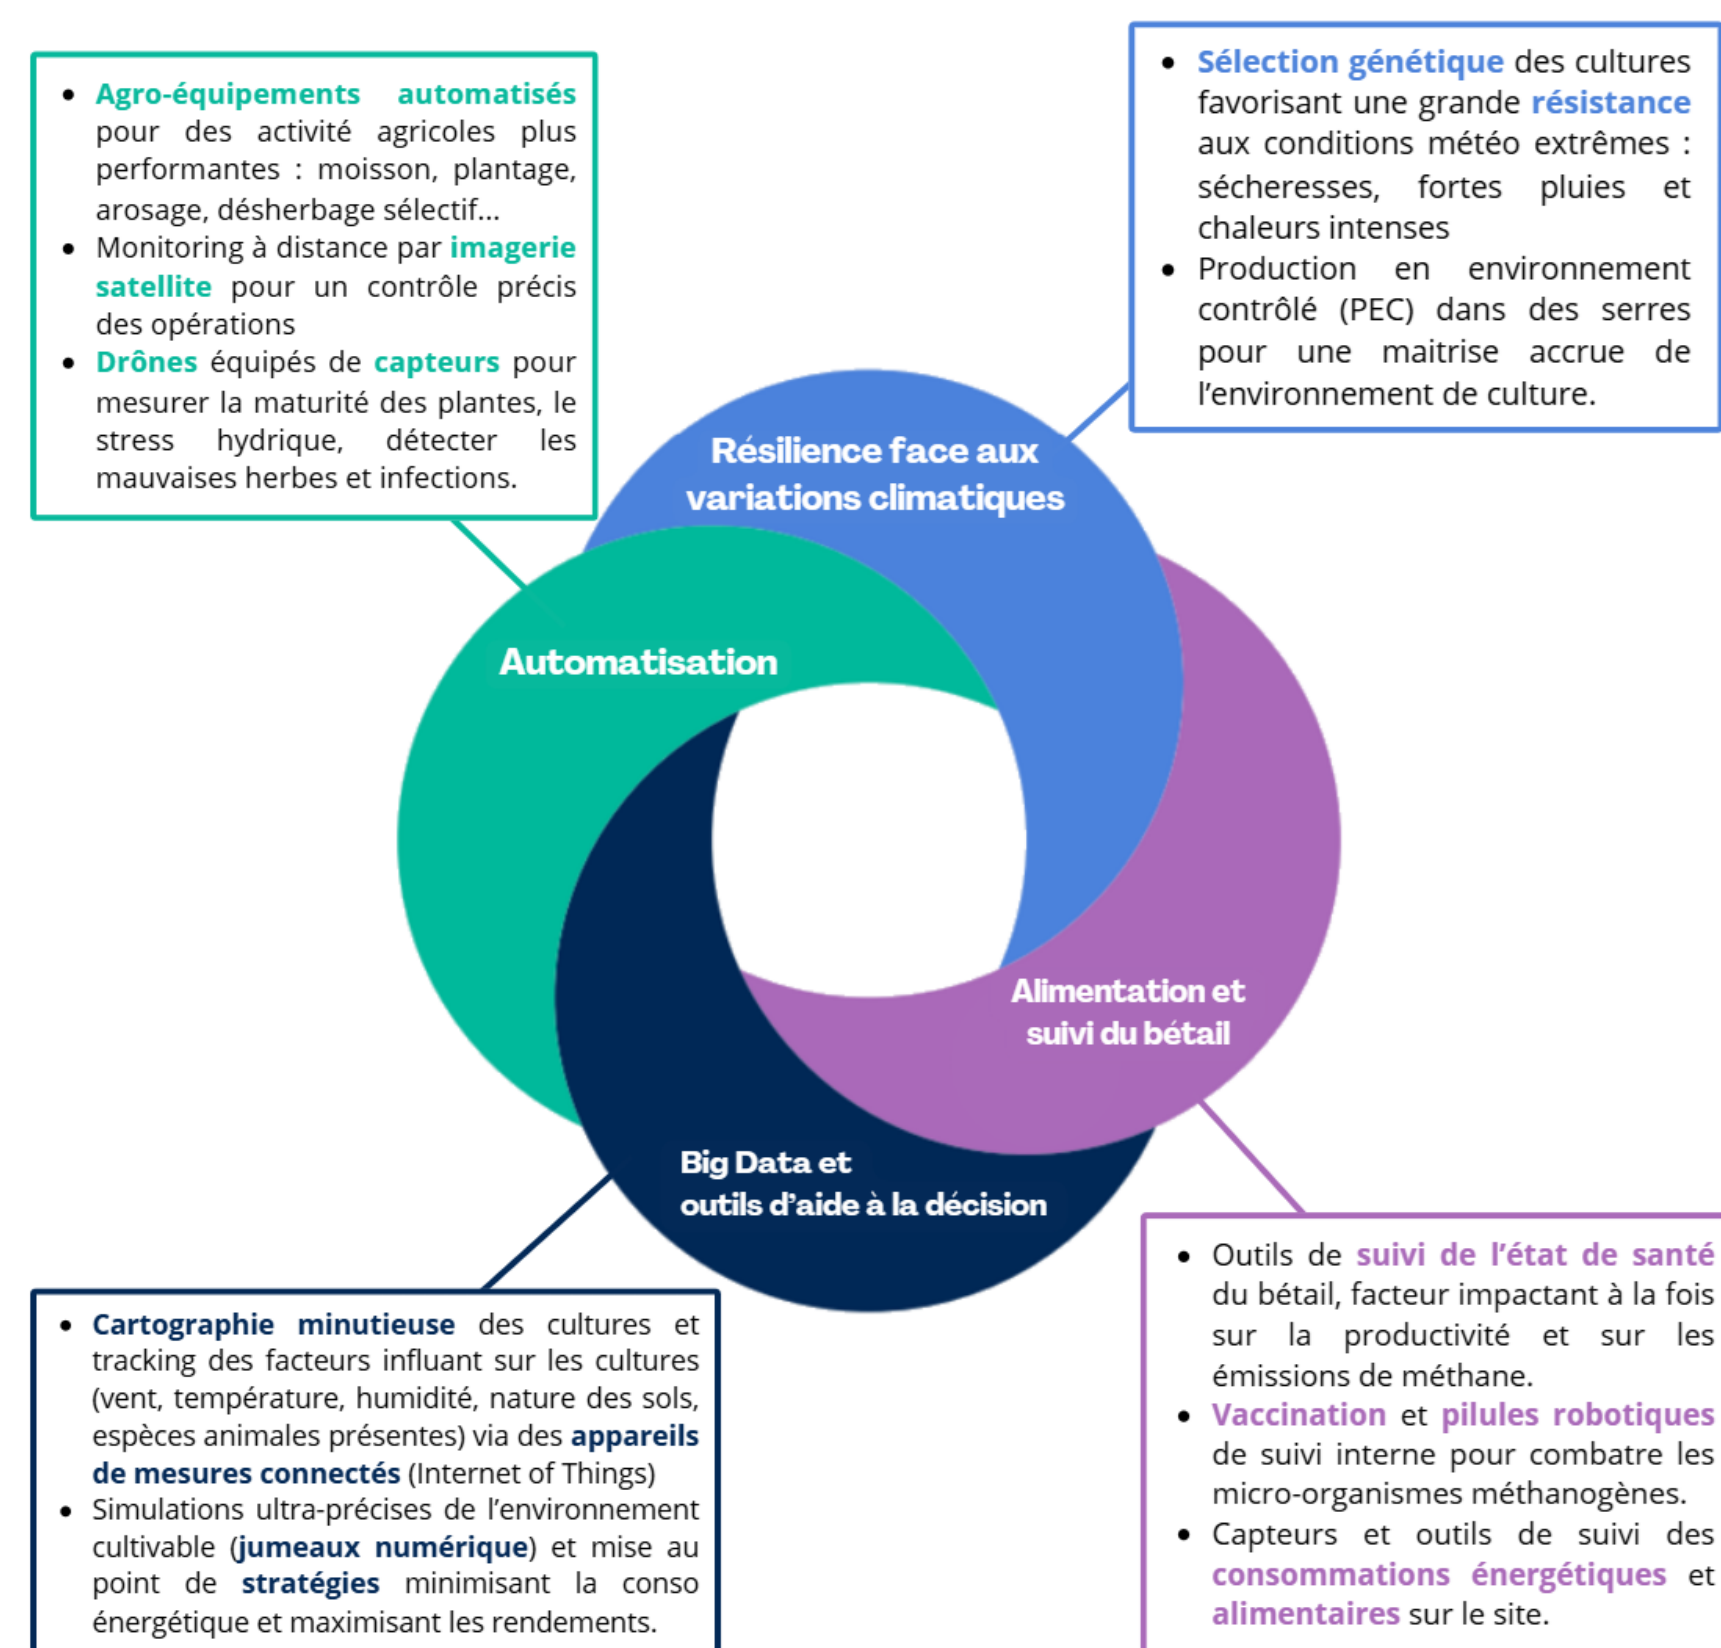 • Agro-équipements automatisés
pour des activité agricoles plus
performantes : moisson, plantage,
arosage, désherbage sélectif...
• Monitoring à distance par imagerie
satellite pour un contrôle précis
des opérations
• Drônes équipés de capteurs pour
mesurer la maturité des plantes, le
stress hydrique, détecter les
mauvaises herbes et infections.
• Sélection génétique des cultures
favorisant une grande résistance
aux conditions météo extrêmes :
sécheresses, fortes pluies et
chaleurs intenses
• Production en environnement
contrôlé (PEC) dans des serres
pour une maitrise accrue de
l’environnement de culture.
Résilience face aux
variations climatiques
Automatisation
Alimentation et
suivi du bétail
Big Data et
outils d’aide à la décision
• Cartographie minutieuse des cultures et
tracking des facteurs influant sur les cultures
(vent, température, humidité, nature des sols,
espèces animales présentes) via des appareils
de mesures connectés (Internet of Things)
• Simulations ultra-précises de l’environnement
cultivable (jumeaux numérique) et mise au
point de stratégies minimisant la conso
énergétique et maximisant les rendements.
• Outils de suivi de l’état de santé
du bétail, facteur impactant à la fois
sur la productivité et sur les
émissions de méthane.
• Vaccination et pilules robotiques
de suivi interne pour combatre les
micro-organismes méthanogènes.
• Capteurs et outils de suivi des
consommations énergétiques et
alimentaires sur le site.